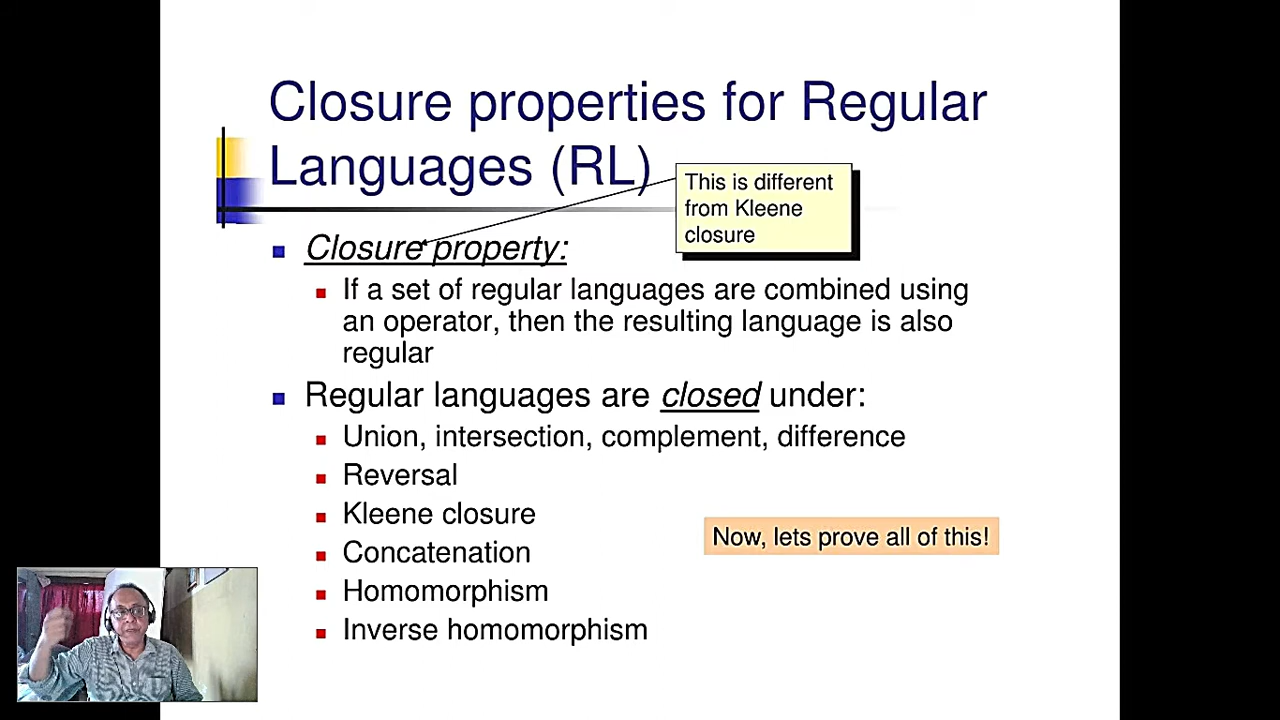 Closure properties for Regular
Languages (RL)
This is different
from Kleene
closure
Closure property:
If a set of regular languages are combined using
an operator, then the resulting language is also
regular
Regular languages are closed under:
Union, intersection, complement, difference
Reversal
Kleene closure
Now, lets prove all of this!
Concatenation
Homomorphism
Inverse homomorphism